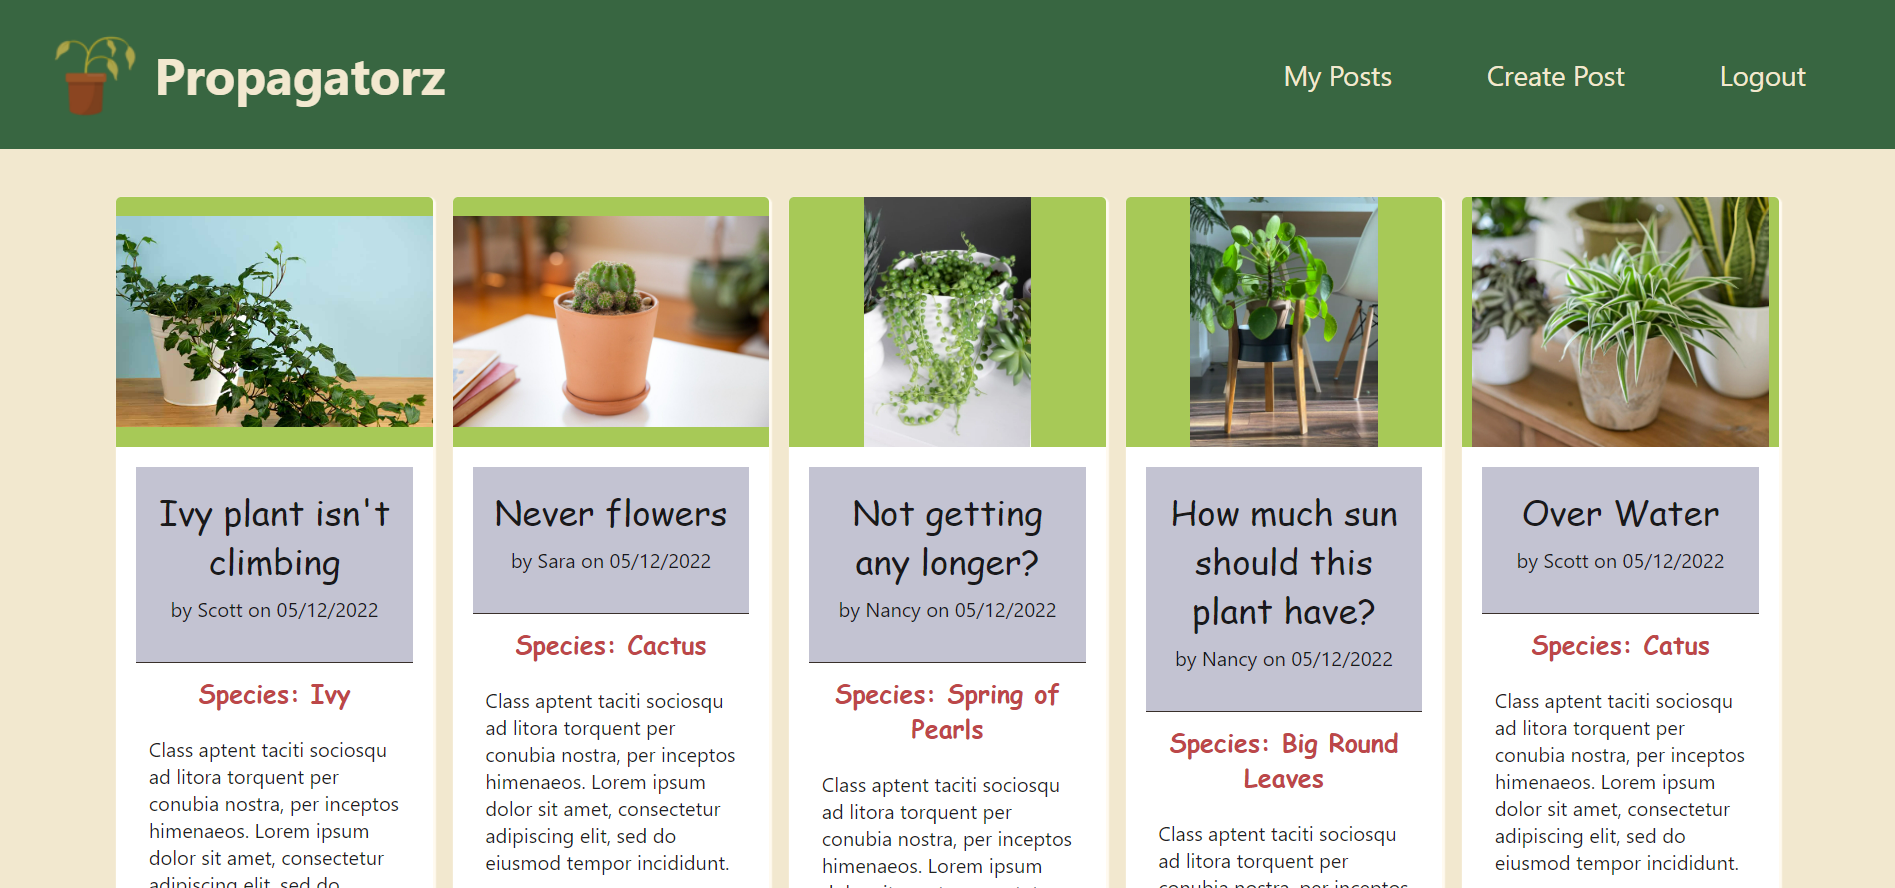 Propagatorz
My Posts
Create Post
Logout
Ivy plant isn't
climbing
by Scott on 05/12/2022
Species: Ivy
Class aptent taciti sociosqu
ad litora torquent per
conubia nostra, per inceptos
himenaeos. Lorem ipsum
dolor sit amet, consectetur
adipiscing elit, sed do
Never flowers
by Sara on 05/12/2022
Species: Cactus
Class aptent taciti sociosqu
ad litora torquent per
conubia nostra, per inceptos
himenaeos. Lorem ipsum
dolor sit amet, consectetur
adipiscing elit, sed do
eiusmod tempor incididunt.
Not getting
any longer?
by Nancy on 05/12/2022
Species: Spring of
Pearls
Class aptent taciti sociosqu
ad litora torquent per
conubia nostra, per inceptos
himenaeos. Lorem ipsum
How much sun
should this
plant have?
by Nancy on 05/12/2022
Species: Big Round
Leaves
Class aptent taciti sociosqu
ad litora torquent per
conubia nostra, per inceptos
Over Water
by Scott on 05/12/2022
Species: Catus
Class aptent taciti sociosqu
ad litora torquent per
conubia nostra, per inceptos
himenaeos. Lorem ipsum
dolor sit amet, consectetur
adipiscing elit, sed do
eiusmod tempor incididunt.